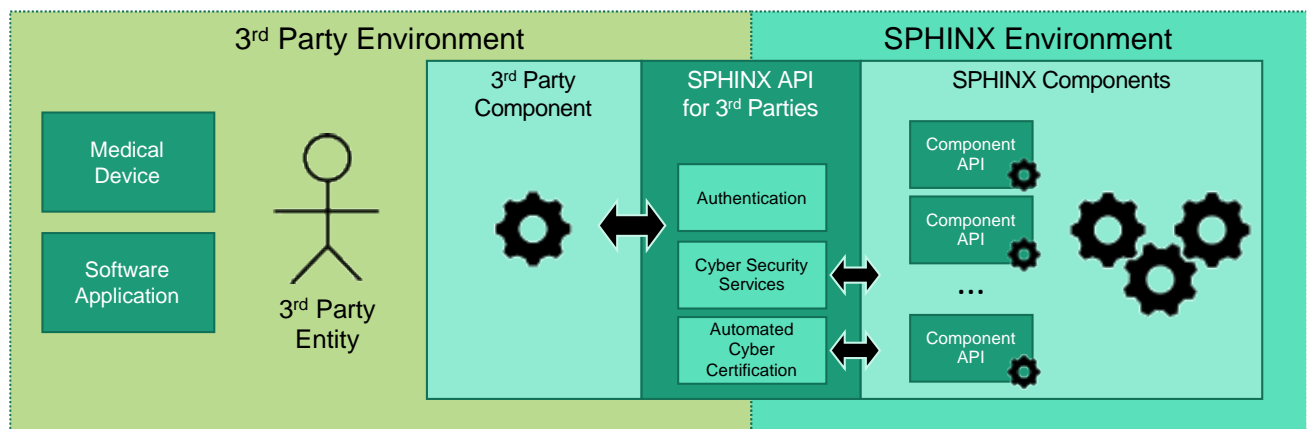 3rd Party Environment
SPHINX Environment
Medical
Device
Software
Application
3rd Party
Entity
3rd Party
Component
SPHINX API
for 3rd Parties
Authentication
Cyber Security
Services
Automated
Cyber
Certification
SPHINX Components
Component
API
Component
API
...
Component
API